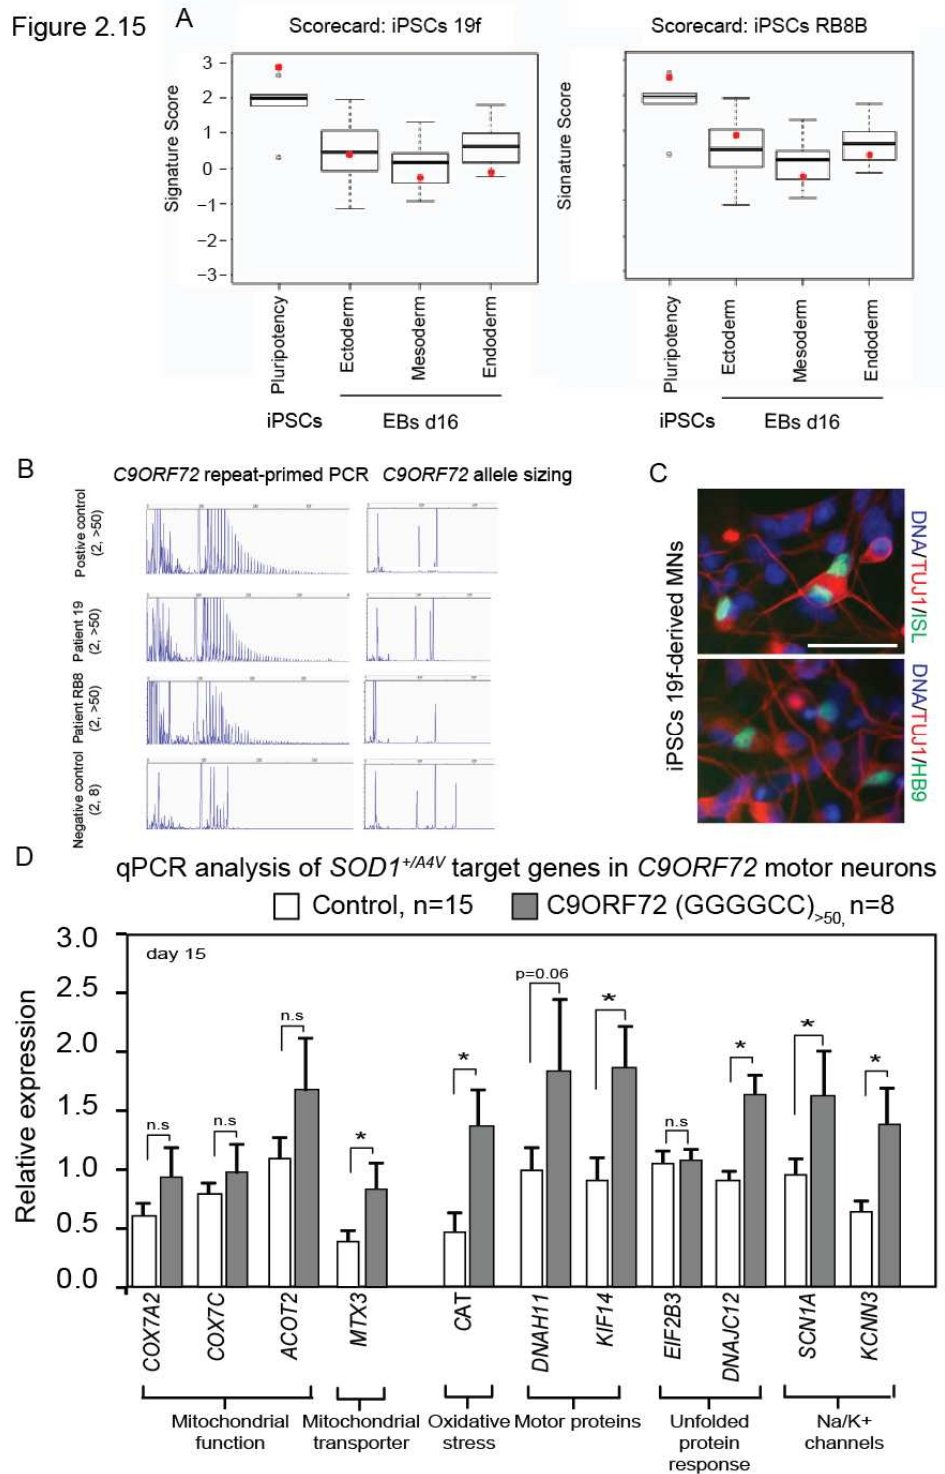 Figure 2.15
A
Scorecard: iPSCs 19f
Scorecard: iPSCs RB8B
Signature Score
3
2
1
0
−1
−2
−3
Pluripotency
Ectoderm
Mesoderm
Endoderm
iPSCs
EBs d16
Signature Score
Pluripotency
Ectoderm
Mesoderm
Endoderm
iPSCs
EBs d16
B
C9ORF72 repeat-primed PCR
C9ORF72 allele sizing
Postive control
(2, >50)
Patient 19
(2, >50)
Patient RB8
(2, >50)
Negative control
(2, 8)
C
iPSCs 19f-derived MNs
DNA/TUJ1/ISL
DNA/TUJ1/HB9
D
qPCR analysis of SOD1+/A4V target genes in C9ORF72 motor neurons
Control, n=15
C9ORF72 (GGGGCC)>50, n=8
Relative expression
3.0
2.5
2.0
1.5
1.0
0.5
0.0
day 15
n.s
n.s
n.s
*
*
p=0.06
*
n.s
*
*
*
COX7A2
COX7C
ACOT2
MTX3
CAT
DNAH11
KIF14
EIF2B3
DNAJC12
SCN1A
KCNN3
Mitochondrial
function
Mitochondrial
transporter
Oxidative
stress
Motor proteins
Unfolded
protein
response
Na/K+
channels